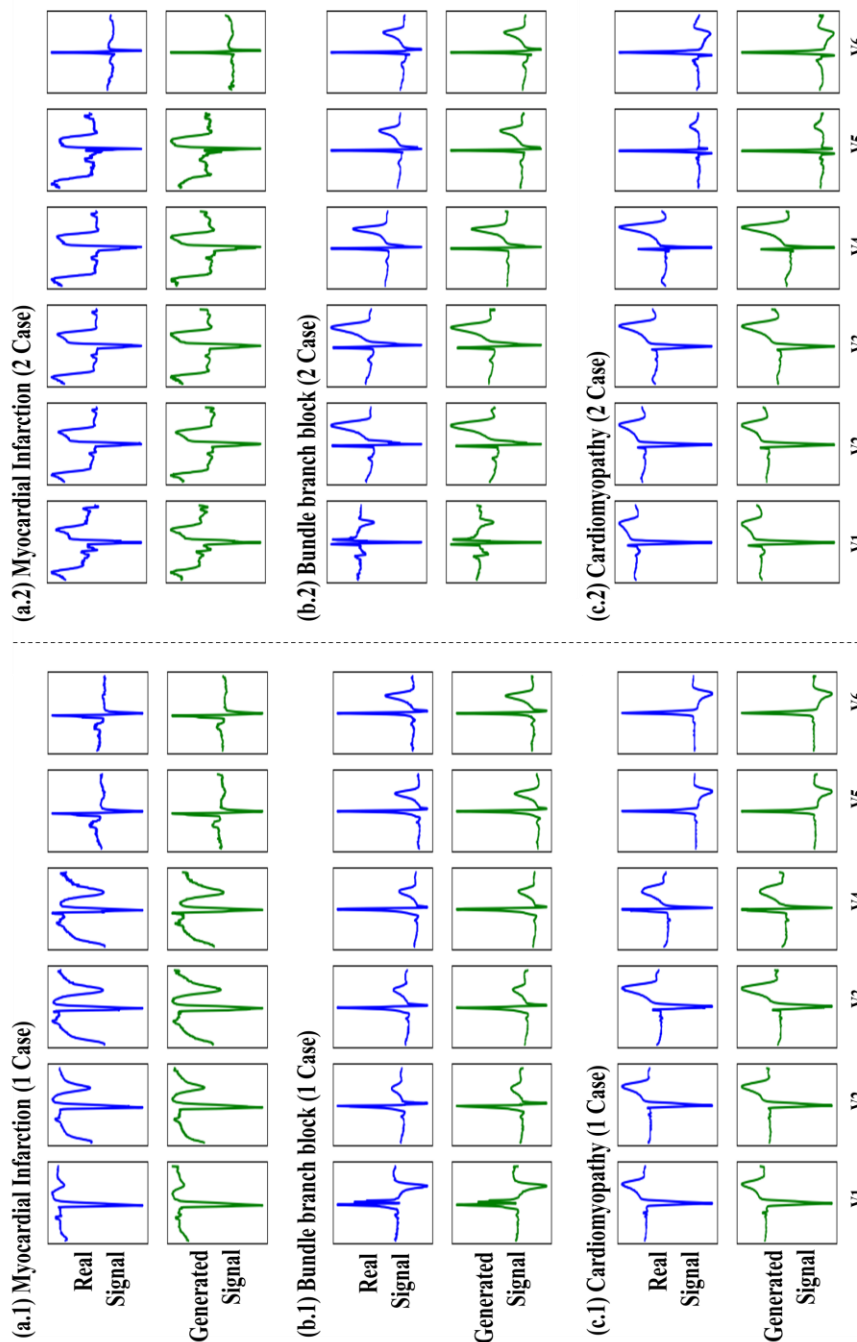 (a.1) Myocardial Infarction (1 Case)
(a.2) Myocardial Infarction (2 Case)
Real
Signal
Generated
Signal
(b.1) Bundle branch block (1 Case)
(b.2) Bundle branch block (2 Case)
Real
Signal
Generated
Signal
(c.1) Cardiomyopathy (1 Case)
(c.2) Cardiomyopathy (2 Case)
Real
Signal
Generated
Signal
V1 V2 V3 V4 V5 V6 V1 V2 V3 V4 V5 V6